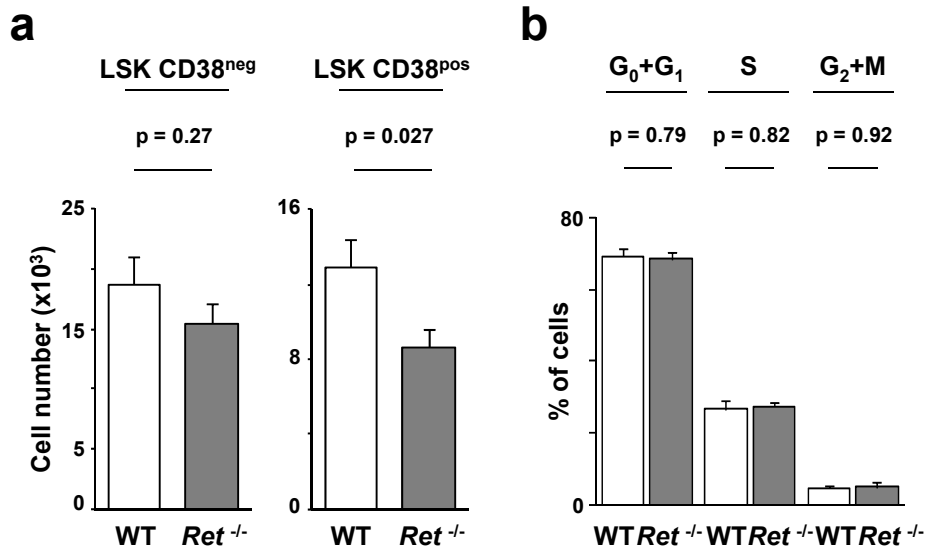 a
LSK CD38neg
LSK CD38pos
p = 0.27
p = 0.027
Cell number (x10³)
25
15
5
0
16
8
0
WT Ret -/-
WT Ret -/-
b
G₀+G₁
S
G₂+M
p = 0.79
p = 0.82
p = 0.92
% of cells
80
40
0
WT Ret -/- WT Ret -/- WT Ret -/-